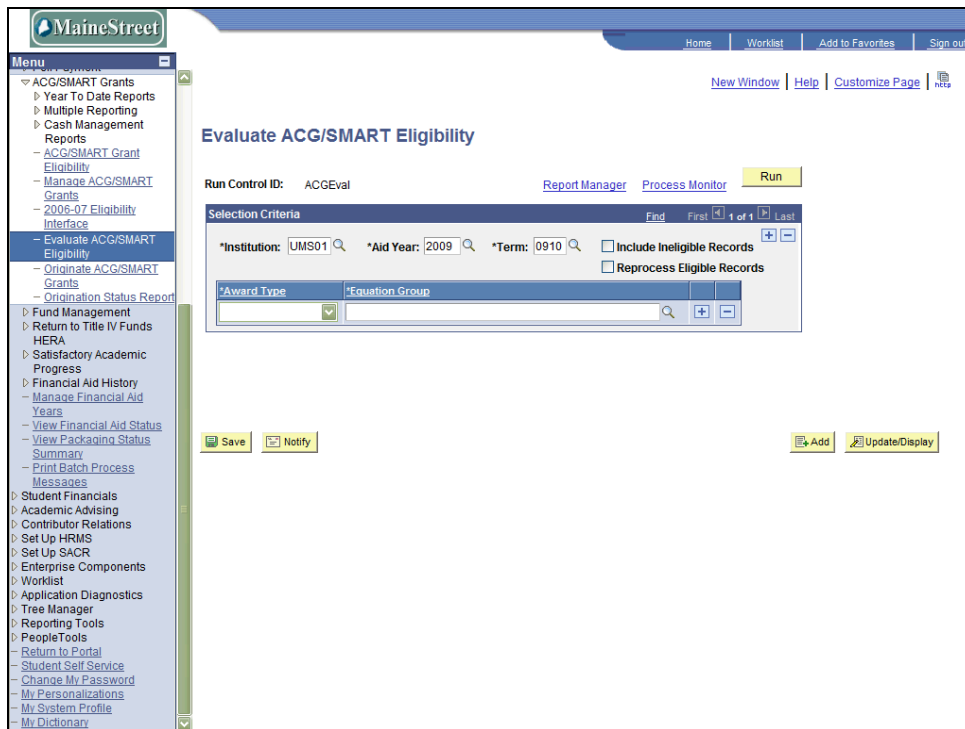 MaineStreet
Home Worklist Add to Favorites Sign out
Menu
ACG/SMART Grants
Year To Date Reports
Multiple Reporting
Cash Management
Reports
ACG/SMART Grant
Eligibility
Manage ACG/SMART
Grants
2006-07 Eligibility
Interface
Evaluate ACG/SMART
Eligibility
Originate ACG/SMART
Grants
Origination Status Report
Fund Management
Return to Title IV Funds
HERA
Satisfactory Academic
Progress
Financial Aid History
Manage Financial Aid
Years
View Financial Aid Status
View Packaging Status
Summary
Print Batch Process
Messages
Student Financials
Academic Advising
Contributor Relations
Set Up HRMS
Set Up SACR
Enterprise Components
Worklist
Application Diagnostics
Tree Manager
Reporting Tools
PeopleTools
Return to Portal
Student Self Service
Change My Password
My Personalizations
My System Profile
My Dictionary
New Window Help Customize Page http
Evaluate ACG/SMART Eligibility
Run Control ID: ACGEval Report Manager Process Monitor Run
Selection Criteria Find First 1 of 1 Last
*Institution: UMS01 *Aid Year: 2009 *Term: 0910 Include Ineligible Records
Reprocess Eligible Records
*Award Type *Equation Group
Save Notify Add Update/Display